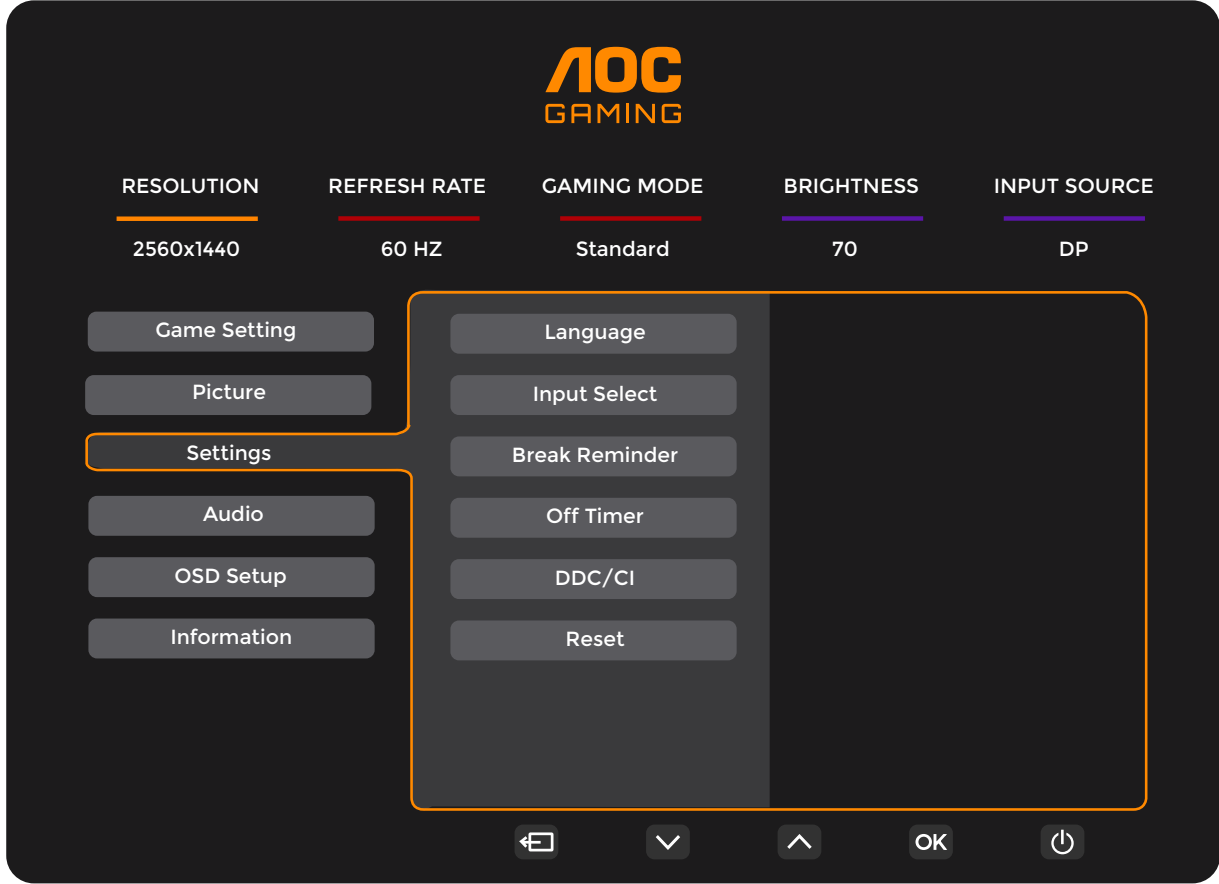 AOC
GAMING
RESOLUTION REFRESH RATE GAMING MODE BRIGHTNESS INPUT SOURCE
2560x1440 60 HZ Standard 70 DP
Game Setting
Picture
Settings
Audio
OSD Setup
Information
Language
Input Select
Break Reminder
Off Timer
DDC/CI
Reset
OK